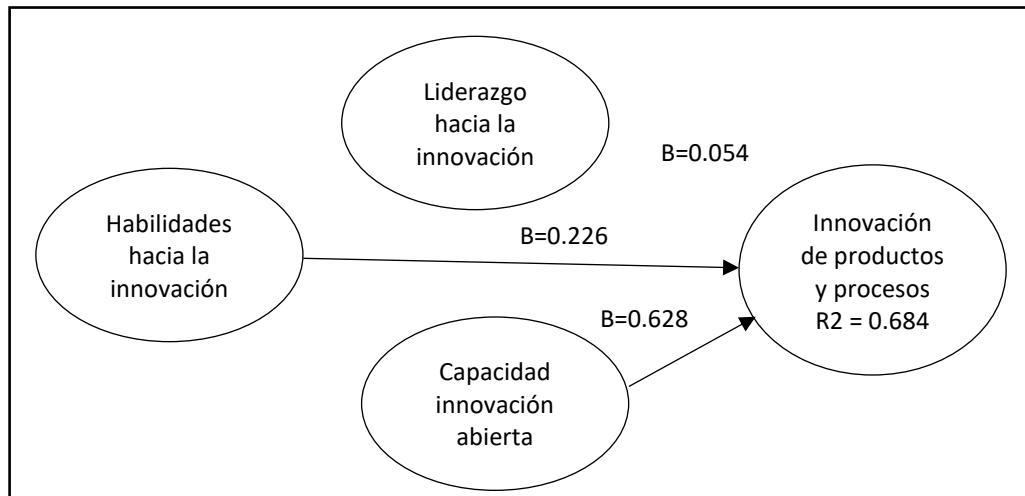 Liderazgo
hacia la
innovación
B=0.054
Habilidades
hacia la
innovación
B=0.226
Innovación
de productos
y procesos
R2 = 0.684
B=0.628
Capacidad
innovación
abierta